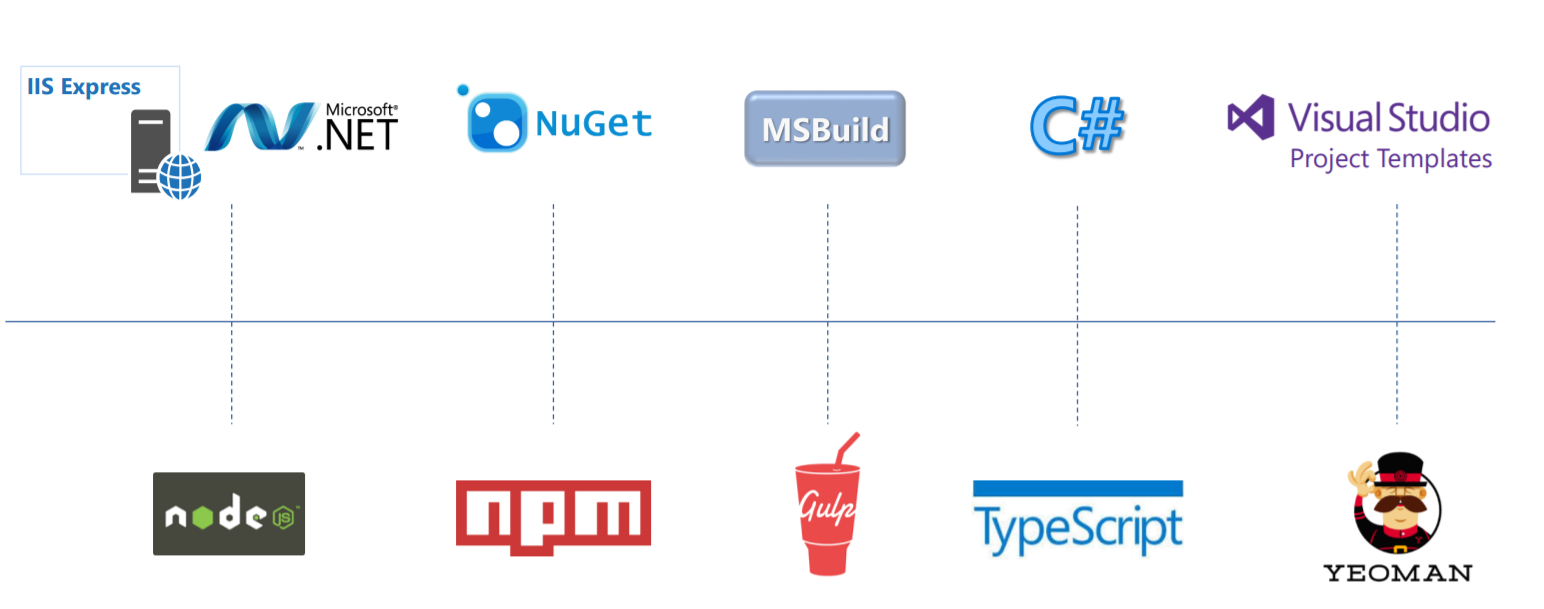 IIS Express
Microsoft®
.NET
NuGet
MSBuild
C#
Visual Studio
Project Templates
node
JS
npm
Gulp
TypeScript
YEOMAN